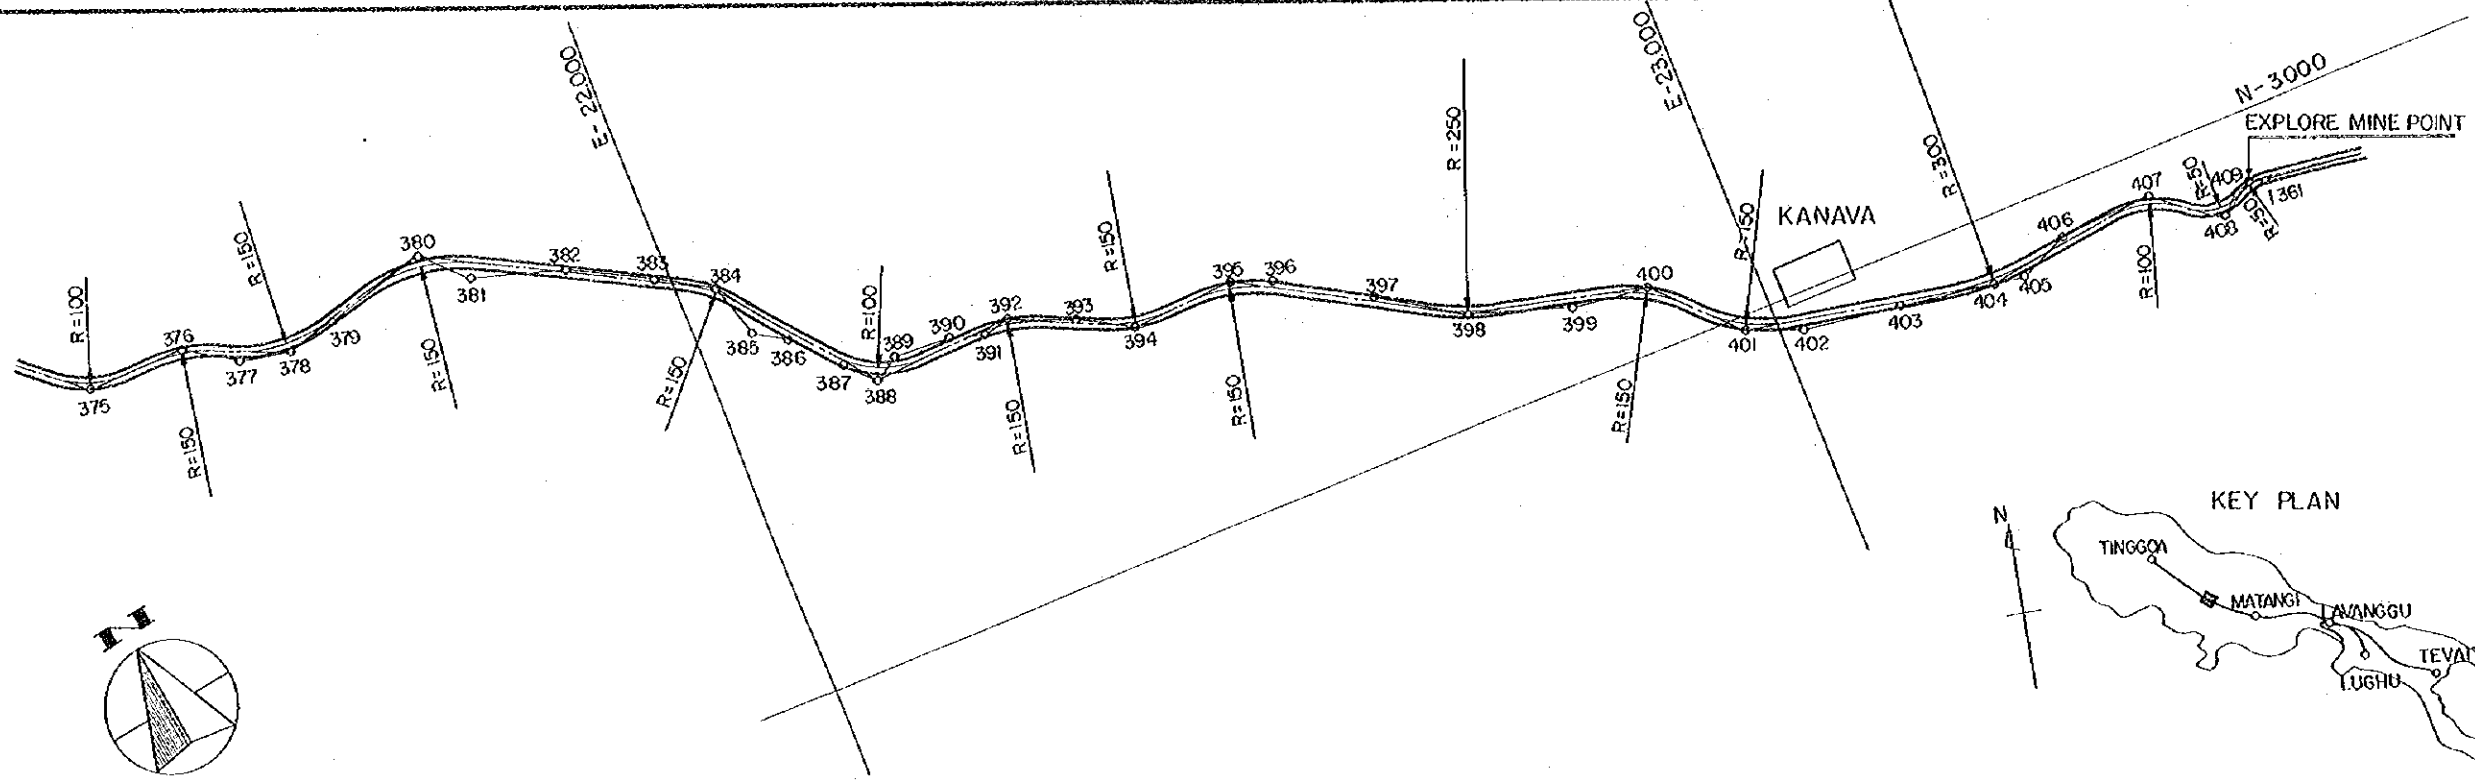 E-22.000
E-23.000
N-3000
EXPLORE MINE POINT
R=100
R=150
R=150
R=150
R=150
R=100
R=150
R=150
R=150
R=250
R=150
R=150
R=300
R=100
R=50
R=50
375
376
377
378
379
380
381
382
383
384
385
386
387
388
389
390
391
392
393
394
395
396
397
398
399
400
401
402
403
404
405
406
407
408
409
1361
KANAVA
N
KEY PLAN
N
TINGGOA
MATANGI
LAVANGGU
TEVAI
LUGHU